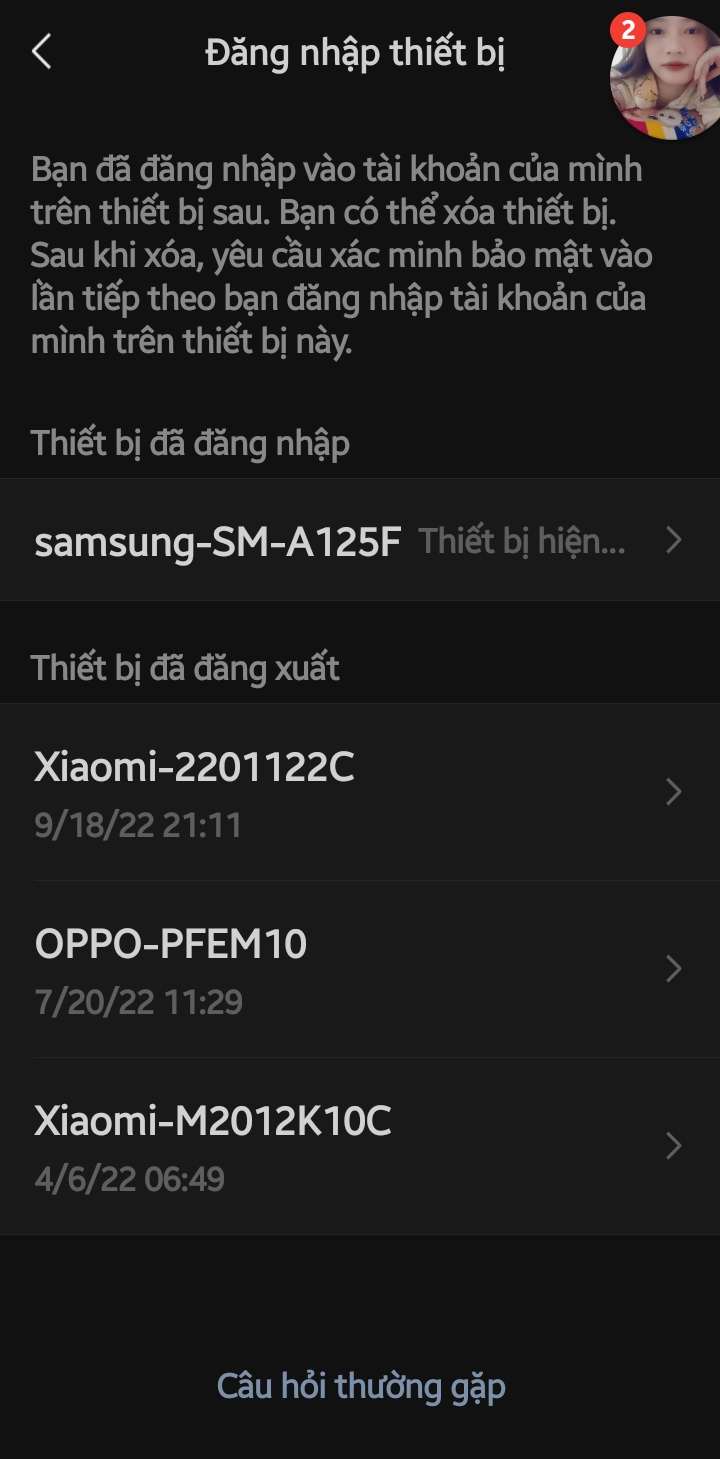 Đăng nhập thiết bị
2
Bạn đã đăng nhập vào tài khoản của mình
trên thiết bị sau. Bạn có thể xóa thiết bị.
Sau khi xóa, yêu cầu xác minh bảo mật vào
lần tiếp theo bạn đăng nhập tài khoản của
mình trên thiết bị này.
Thiết bị đã đăng nhập
samsung-SM-A125F Thiết bị hiện...
Thiết bị đã đăng xuất
Xiaomi-2201122C
9/18/22 21:11
OPPO-PFEM10
7/20/22 11:29
Xiaomi-M2012K10C
4/6/22 06:49
Câu hỏi thường gặp